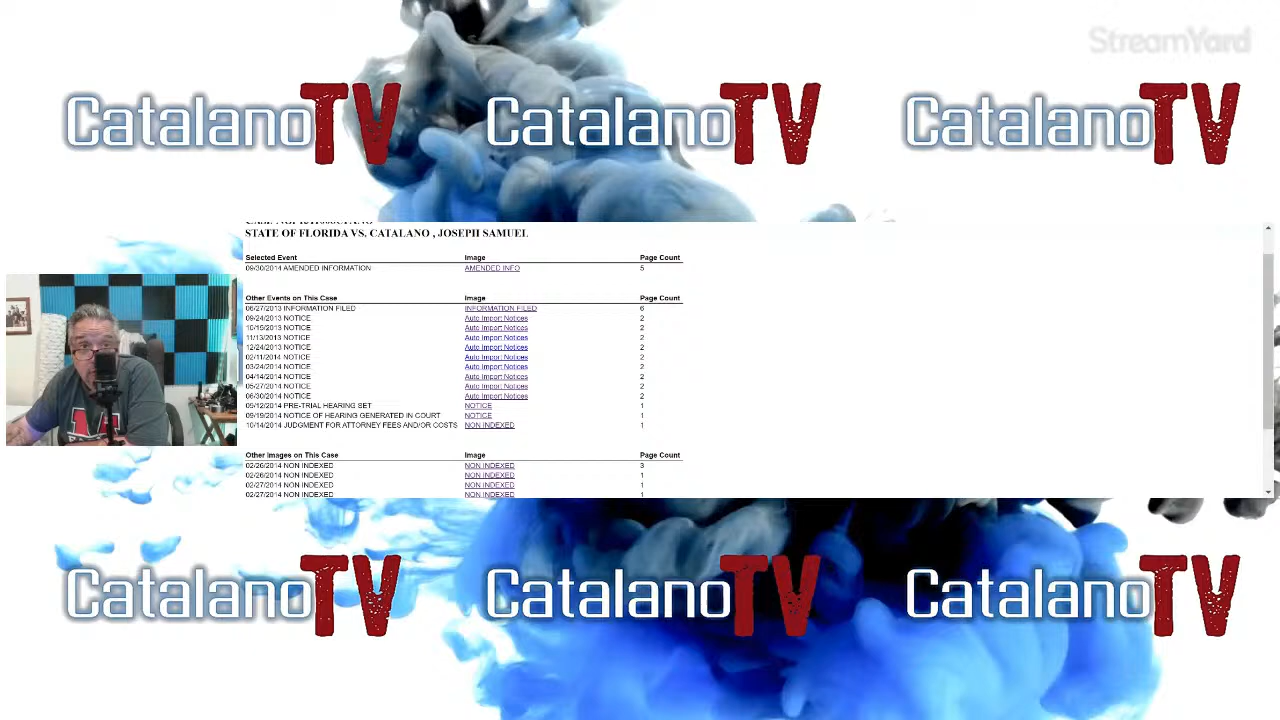 StreamYard
CatalanoTV CatalanoTV CatalanoTV
STATE OF FLORIDA VS. CATALANO , JOSEPH SAMUEL
Selected Event Image Page Count
09/30/2014 AMENDED INFORMATION AMENDED INFO 5
Other Events on This Case Image Page Count
06/27/2013 INFORMATION FILED INFORMATION FILED 6
09/24/2013 NOTICE Auto Import Notices 2
10/15/2013 NOTICE Auto Import Notices 2
11/13/2013 NOTICE Auto Import Notices 2
12/24/2013 NOTICE Auto Import Notices 2
02/11/2014 NOTICE Auto Import Notices 2
03/24/2014 NOTICE Auto Import Notices 2
04/14/2014 NOTICE Auto Import Notices 2
05/27/2014 NOTICE Auto Import Notices 2
06/30/2014 NOTICE Auto Import Notices 2
09/12/2014 PRE-TRIAL HEARING SET NOTICE 1
09/19/2014 NOTICE OF HEARING GENERATED IN COURT NOTICE 1
10/14/2014 JUDGMENT FOR ATTORNEY FEES AND/OR COSTS NON INDEXED 1
Other Images on This Case Image Page Count
02/26/2014 NON INDEXED NON INDEXED 3
02/26/2014 NON INDEXED NON INDEXED 1
02/27/2014 NON INDEXED NON INDEXED 1
02/27/2014 NON INDEXED NON INDEXED 1
CatalanoTV CatalanoTV CatalanoTV